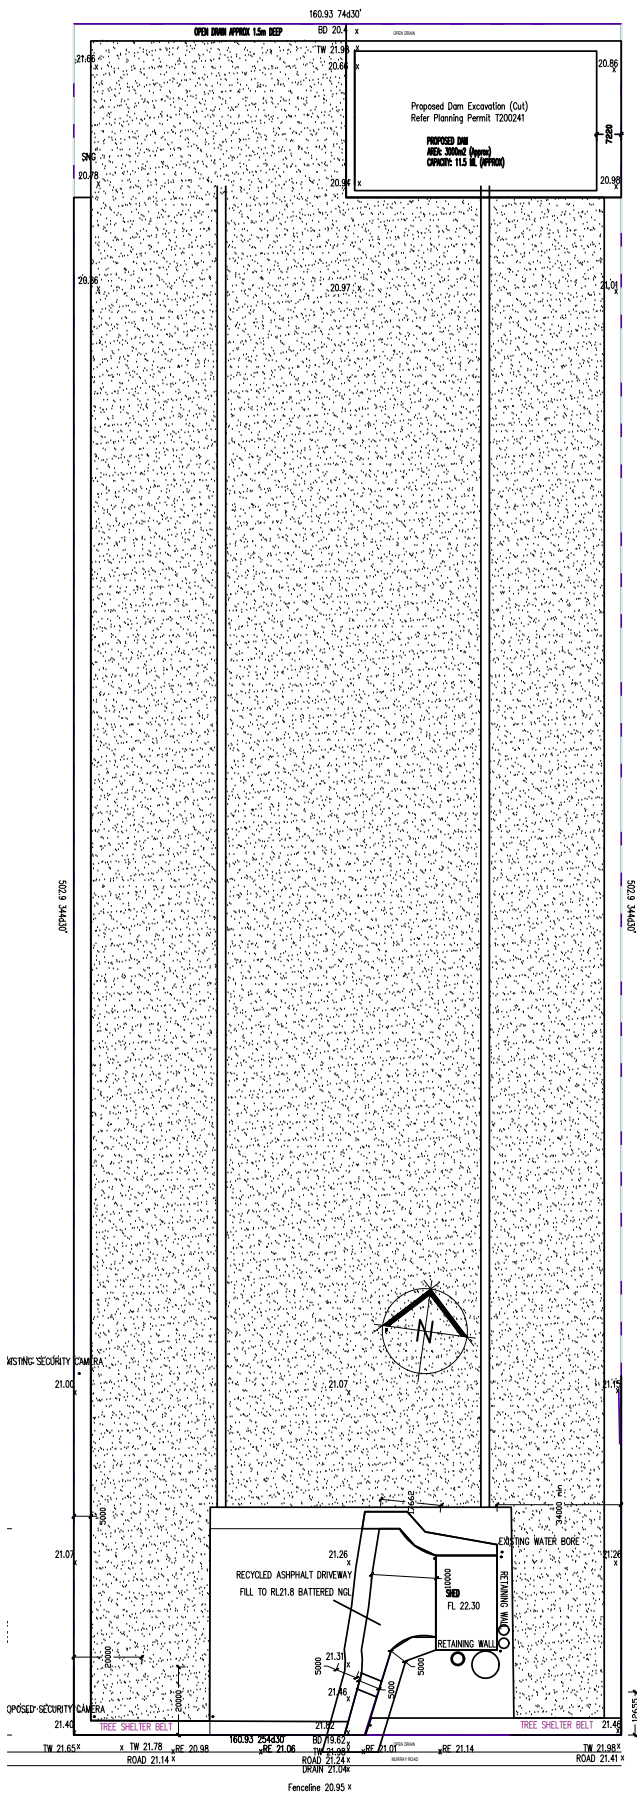 160.93 74d30'
OPEN DRAIN APPROX 1.5m DEEP
BD 20.4 x
OPEN DRAIN
TW 21.98
x
21.66
x
20.66 x
20.86
x
Proposed Dam Excavation (Cut)
Refer Planning Permit T200241
PROPOSED DAM
AREA: 3000m2 (Approx)
CAPACITY: 11.5 ML (APPROX)
7220
SNG
20.78
x
20.94 x
20.98
x
20.86
x
20.97 x
21.01
x
502.9 344d30'
502.9 344d30'
N
SECURITY CAMERA
21.00
x
21.07
x
21.15
x
5000
34000 min
EXISTING WATER BORE
21.07
x
21.26
x
21.26
x
RECYCLED ASHPHALT DRIVEWAY
FILL TO RL21.8 BATTERED NGL
10000
SHED
FL 22.30
RETAINING WALL
RETAINING WALL
20000
20000
21.31
x
5000
5000
5000
21.46
x
12655
SECURITY CAMERA
21.40
x
TREE SHELTER BELT
21.82
x
TREE SHELTER BELT
21.46
x
160.93 254d30'
BD 19.62
x
OPEN DRAIN
TW 21.65 x
x TW 21.78
x RE 20.98
x RE 21.06
TW 21.98
x
x RE 21.01
x RE 21.14
TW 21.98 x
ROAD 21.14 x
ROAD 21.24 x
MURRAY ROAD
ROAD 21.41 x
DRAIN 21.04 x
Fenceline 20.95 x